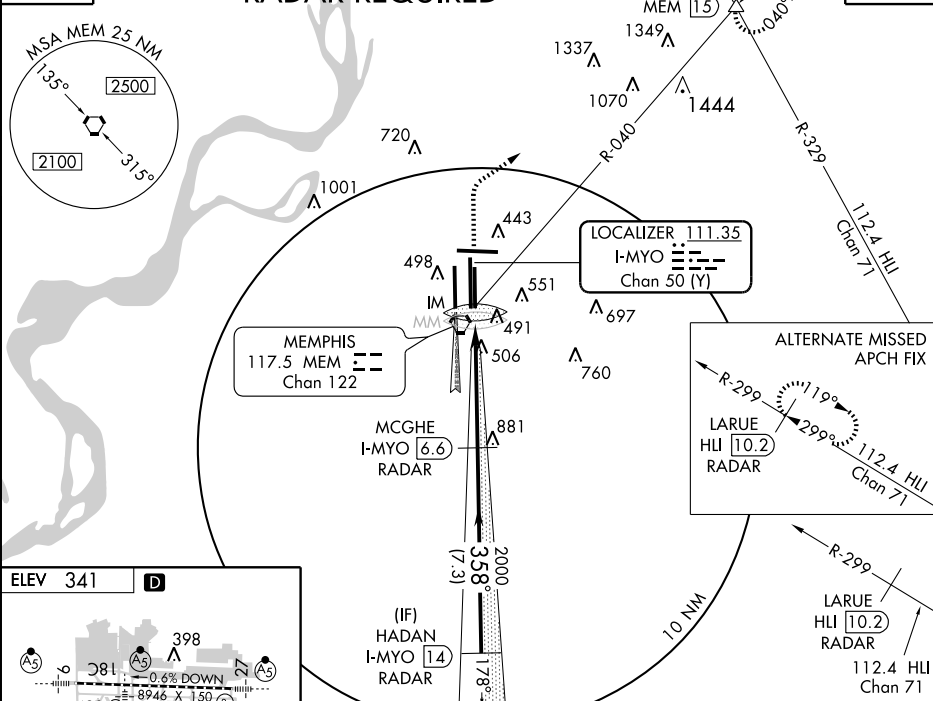 RADAR REQUIRED
MEM 15
040°
MSA MEM 25 NM
135°
2500
2100
315°
1349
1337
1070
1444
720
1001
R-040
R-329
112.4 HLI
Chan 71
443
LOCALIZER 111.35
I-MYO
Chan 50 (Y)
498
551
IM
MM
491
697
506
760
MEMPHIS
117.5 MEM
Chan 122
ALTERNATE MISSED
APCH FIX
R-299
119°
299°
LARUE
HLI 10.2
RADAR
112.4 HLI
Chan 71
MCGHE
I-MYO 6.6
RADAR
881
2000
358°
(7.3)
R-299
LARUE
HLI 10.2
RADAR
112.4 HLI
Chan 71
10 NM
(IF)
HADAN
I-MYO 14
RADAR
178°
ELEV 341 D
398
A5
A5
A5
9
18C
27
0.6% DOWN
8946 X 150